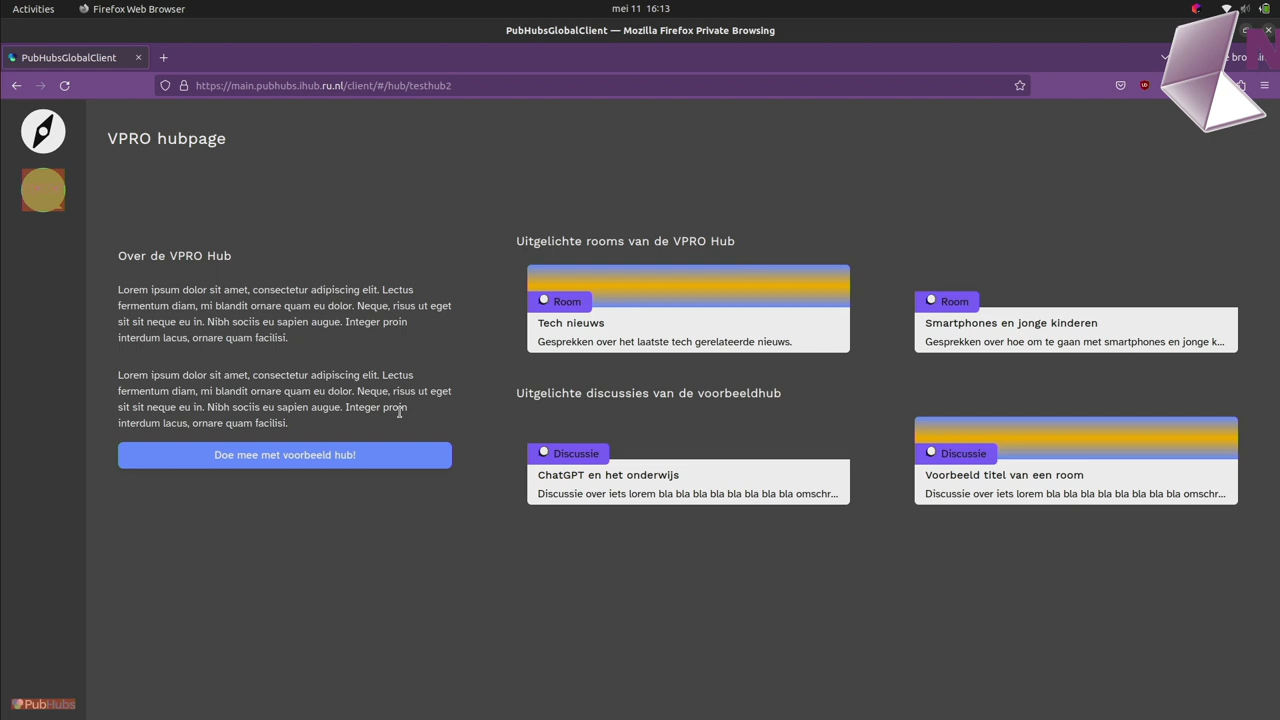 Activities
Firefox Web Browser
mei 11 16:13
PubHubsGlobalClient — Mozilla Firefox Private Browsing
PubHubsGlobalClient
https://main.pubhubs.ihub.ru.nl/client/#/hub/testhub2
VPRO hubpage
Over de VPRO Hub
Lorem ipsum dolor sit amet, consectetur adipiscing elit. Lectus
fermentum diam, mi blandit ornare quam eu dolor. Neque, risus ut eget
sit sit neque eu in. Nibh sociis eu sapien augue. Integer proin
interdum lacus, ornare quam facilisi.
Lorem ipsum dolor sit amet, consectetur adipiscing elit. Lectus
fermentum diam, mi blandit ornare quam eu dolor. Neque, risus ut eget
sit sit neque eu in. Nibh sociis eu sapien augue. Integer proin
interdum lacus, ornare quam facilisi.
Doe mee met voorbeeld hub!
Uitgelichte rooms van de VPRO Hub
Room
Tech nieuws
Gesprekken over het laatste tech gerelateerde nieuws.
Room
Smartphones en jonge kinderen
Gesprekken over hoe om te gaan met smartphones en jonge k...
Uitgelichte discussies van de voorbeeldhub
Discussie
ChatGPT en het onderwijs
Discussie over iets lorem bla bla bla bla bla bla bla bla omschr...
Discussie
Voorbeeld titel van een room
Discussie over iets lorem bla bla bla bla bla bla bla bla omschr...
PubHubs